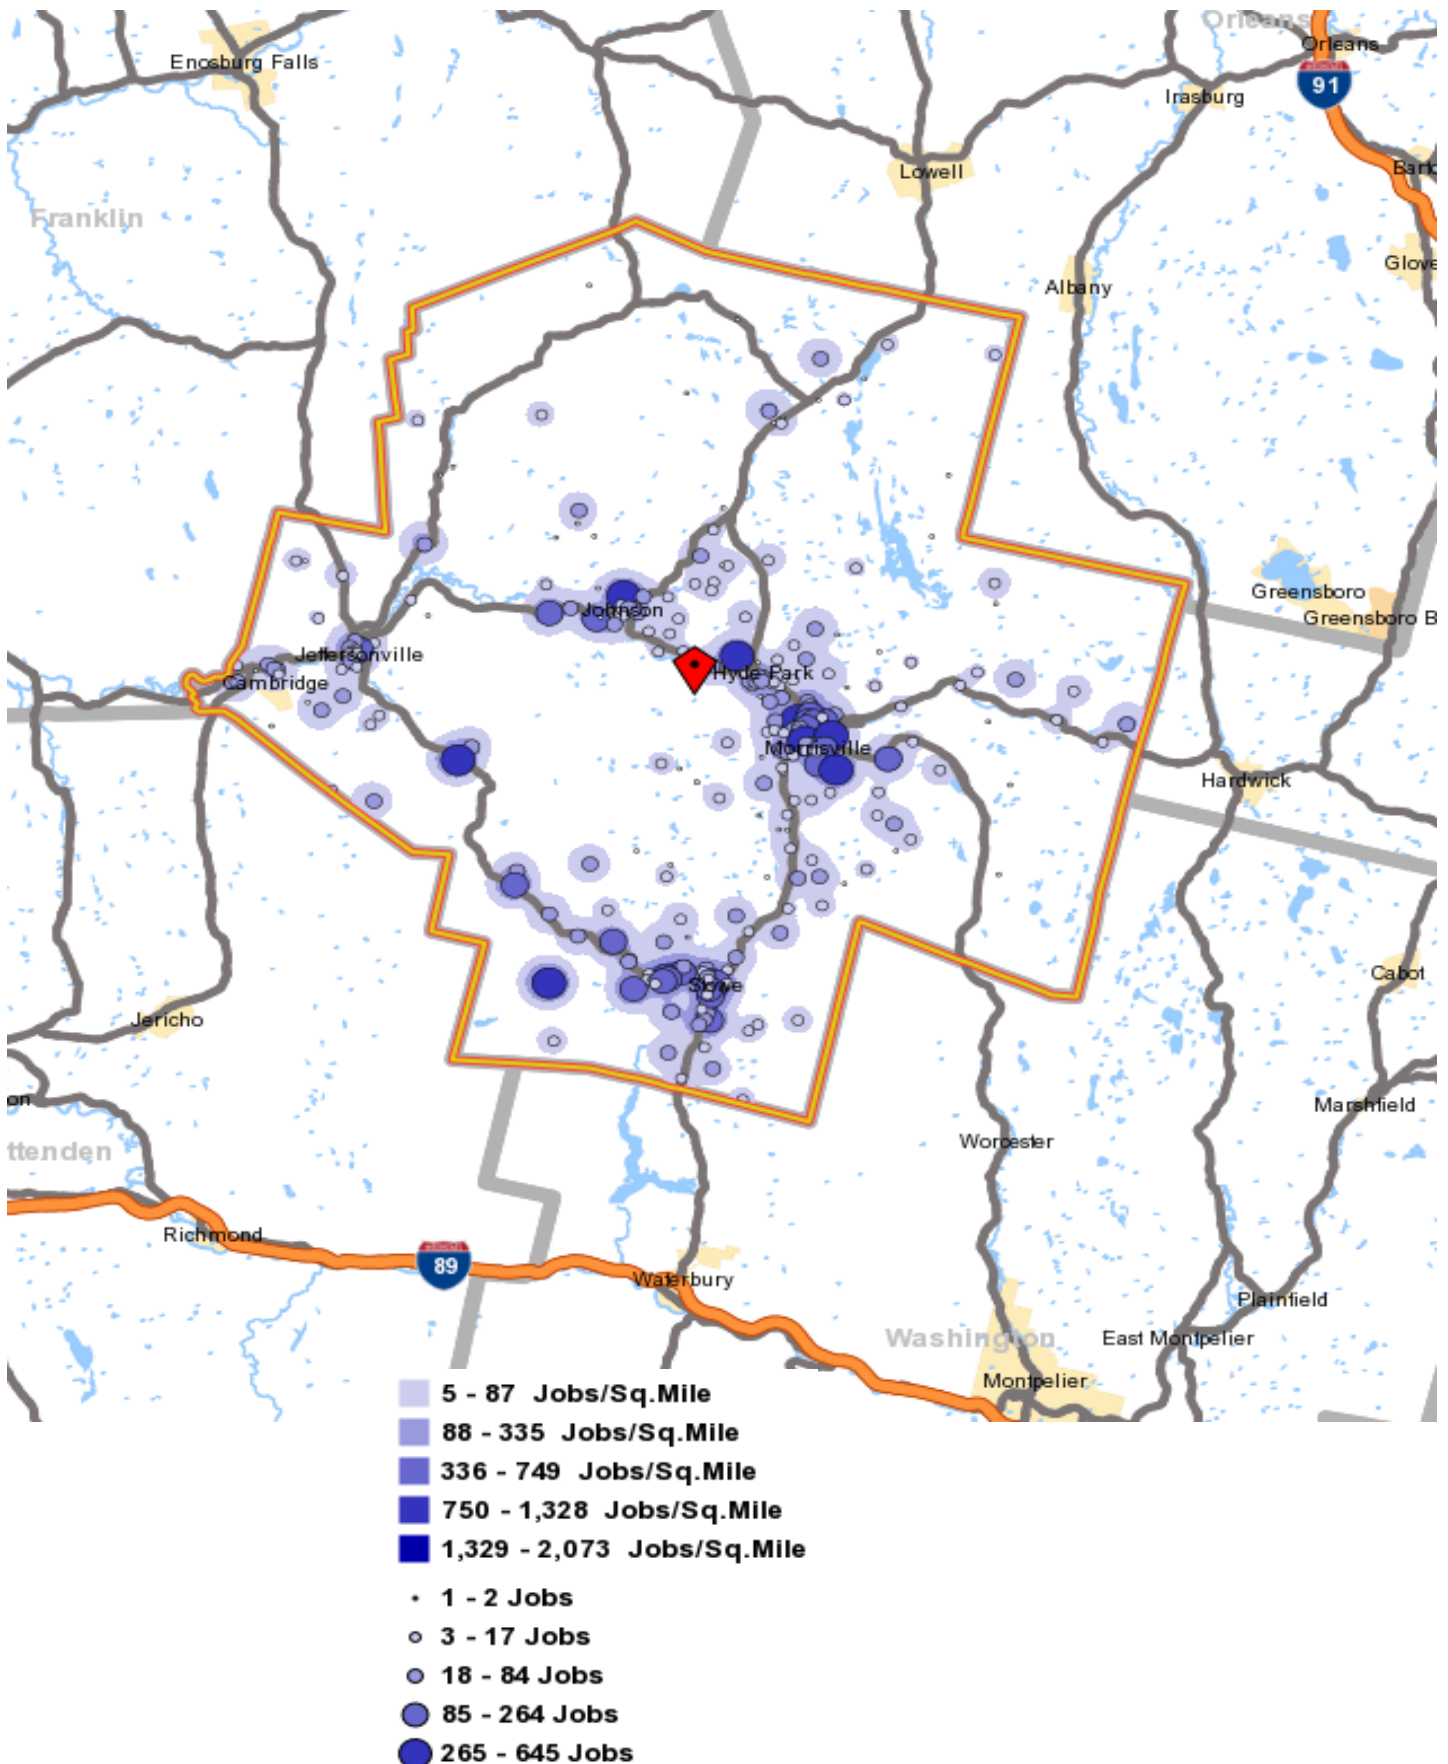 Orleans
Orleans
Enosburg Falls
91
Irasburg
Lowell
Franklin
Glove
Albany
Greensboro
Johnson
Greensboro B
Jeffersonville
Hyde Park
Cambridge
Morrisville
Hardwick
Cabot
Stowe
Jericho
on
Marshfield
Worcester
ttenden
Richmond
89
Waterbury
Plainfield
Washington
East Montpelier
Montpelier
5 - 87 Jobs/Sq.Mile
88 - 335 Jobs/Sq.Mile
336 - 749 Jobs/Sq.Mile
750 - 1,328 Jobs/Sq.Mile
1,329 - 2,073 Jobs/Sq.Mile
1 - 2 Jobs
3 - 17 Jobs
18 - 84 Jobs
85 - 264 Jobs
265 - 645 Jobs